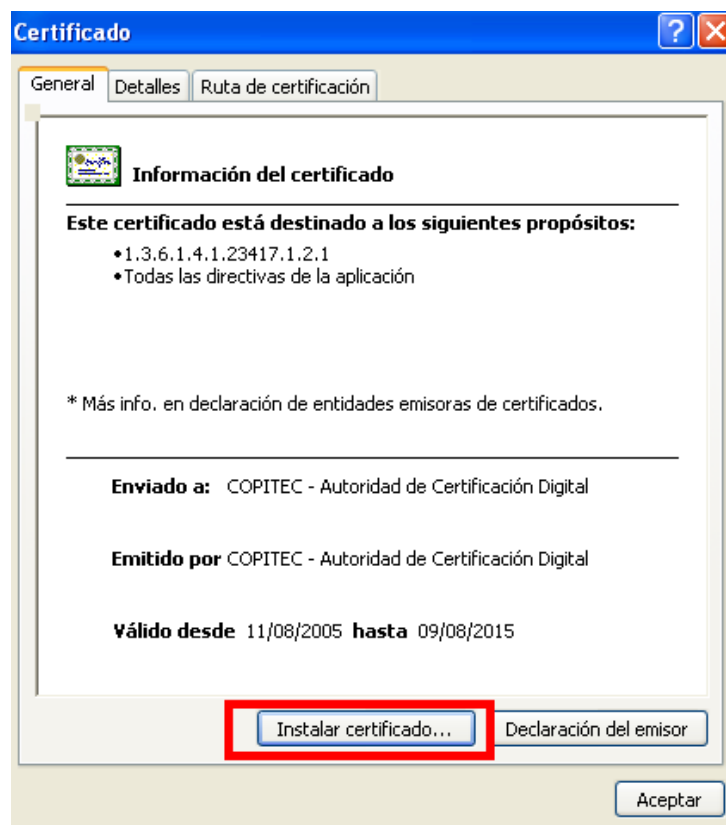 Certificado
General Detalles Ruta de certificación
Información del certificado
Este certificado está destinado a los siguientes propósitos:
•1.3.6.1.4.1.23417.1.2.1
•Todas las directivas de la aplicación
* Más info. en declaración de entidades emisoras de certificados.
Enviado a: COPITEC - Autoridad de Certificación Digital
Emitido por COPITEC - Autoridad de Certificación Digital
Válido desde 11/08/2005 hasta 09/08/2015
Instalar certificado... Declaración del emisor
Aceptar